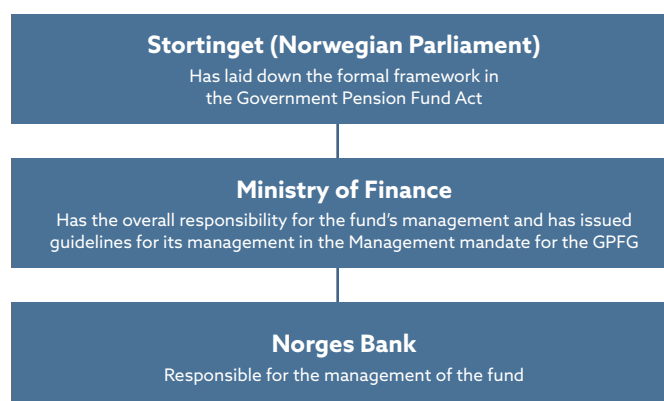 Stortinget (Norwegian Parliament)
Has laid down the formal framework in
the Government Pension Fund Act
Ministry of Finance
Has the overall responsibility for the fund's management and has issued
guidelines for its management in the Management mandate for the GPFG
Norges Bank
Responsible for the management of the fund